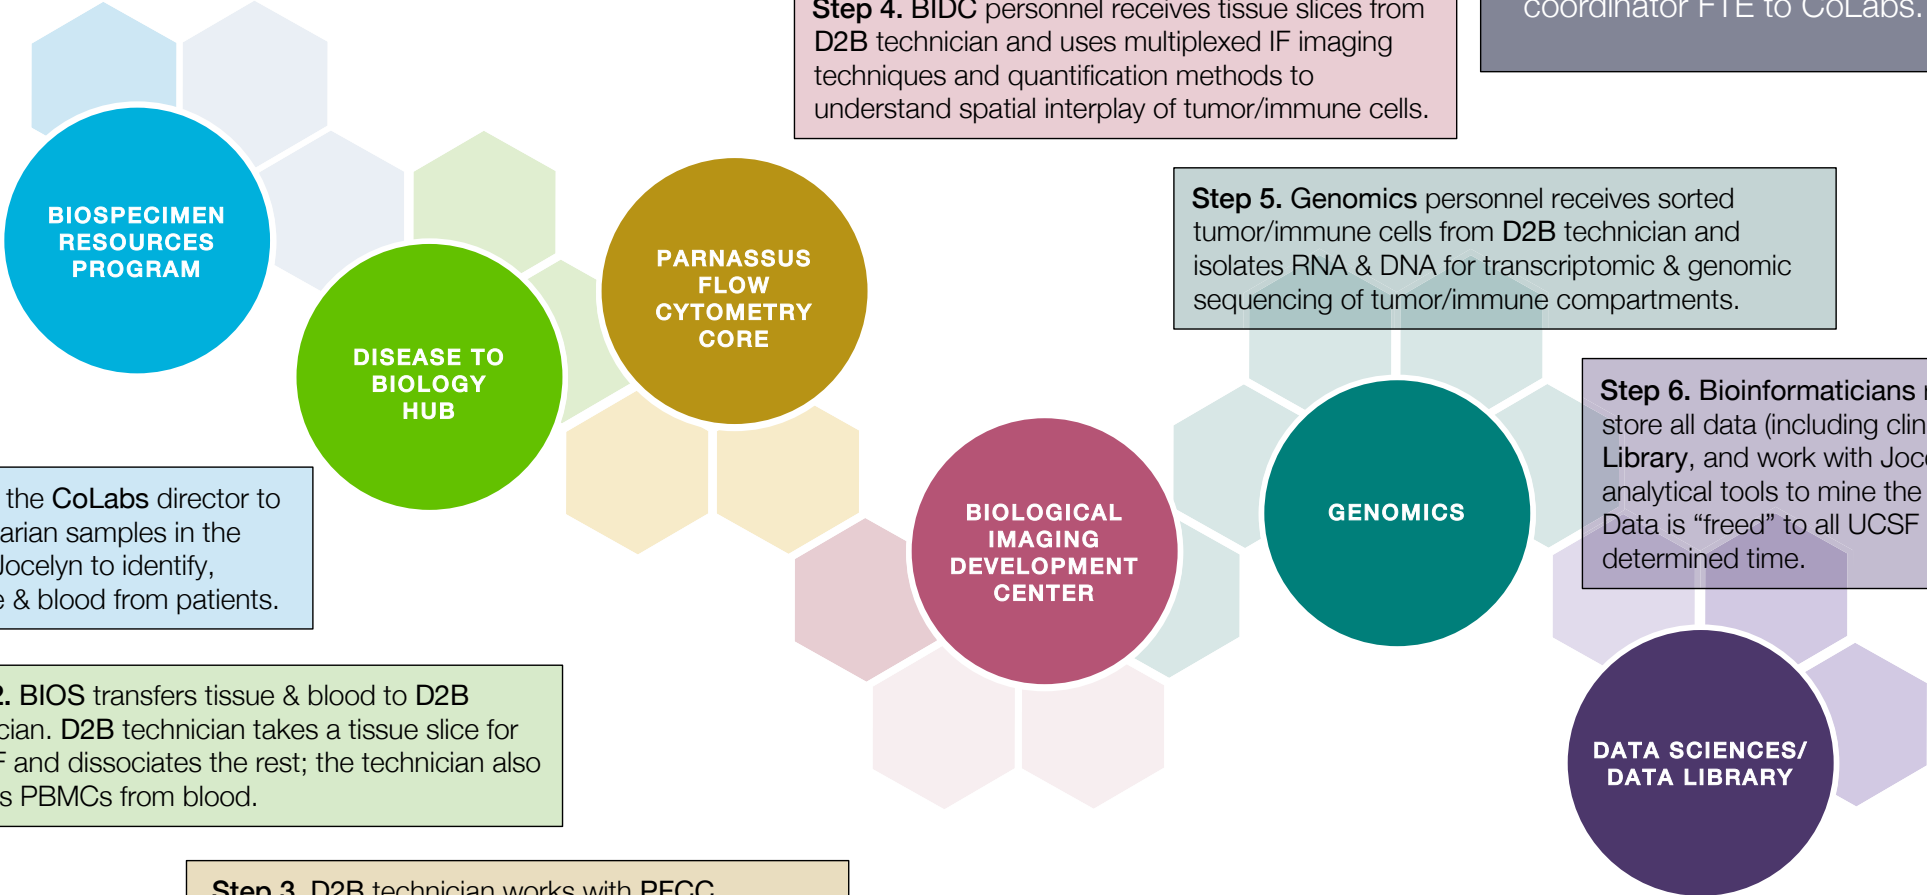 Step 4. BIDC personnel receives tissue slices from
D2B technician and uses multiplexed IF imaging
techniques and quantification methods to
understand spatial interplay of tumor/immune cells.
coordinator FTE to CoLabs.
BIOSPECIMEN
RESOURCES
PROGRAM
DISEASE TO
BIOLOGY
HUB
PARNASSUS
FLOW
CYTOMETRY
CORE
Step 5. Genomics personnel receives sorted
tumor/immune cells from D2B technician and
isolates RNA & DNA for transcriptomic & genomic
sequencing of tumor/immune compartments.
BIOLOGICAL
IMAGING
DEVELOPMENT
CENTER
GENOMICS
Step 6. Bioinformaticians
store all data (including
Library, and work with
analytical tools to mine the
Data is “freed” to all UCSF
determined time.
the CoLabs director to
samples in the
Jocelyn to identify,
& blood from patients.
2. BIOS transfers tissue & blood to D2B
D2B technician takes a tissue slice for
and dissociates the rest; the technician also
PBMCs from blood.
DATA SCIENCES/
DATA LIBRARY
Step 3. D2B technician works with PFCC